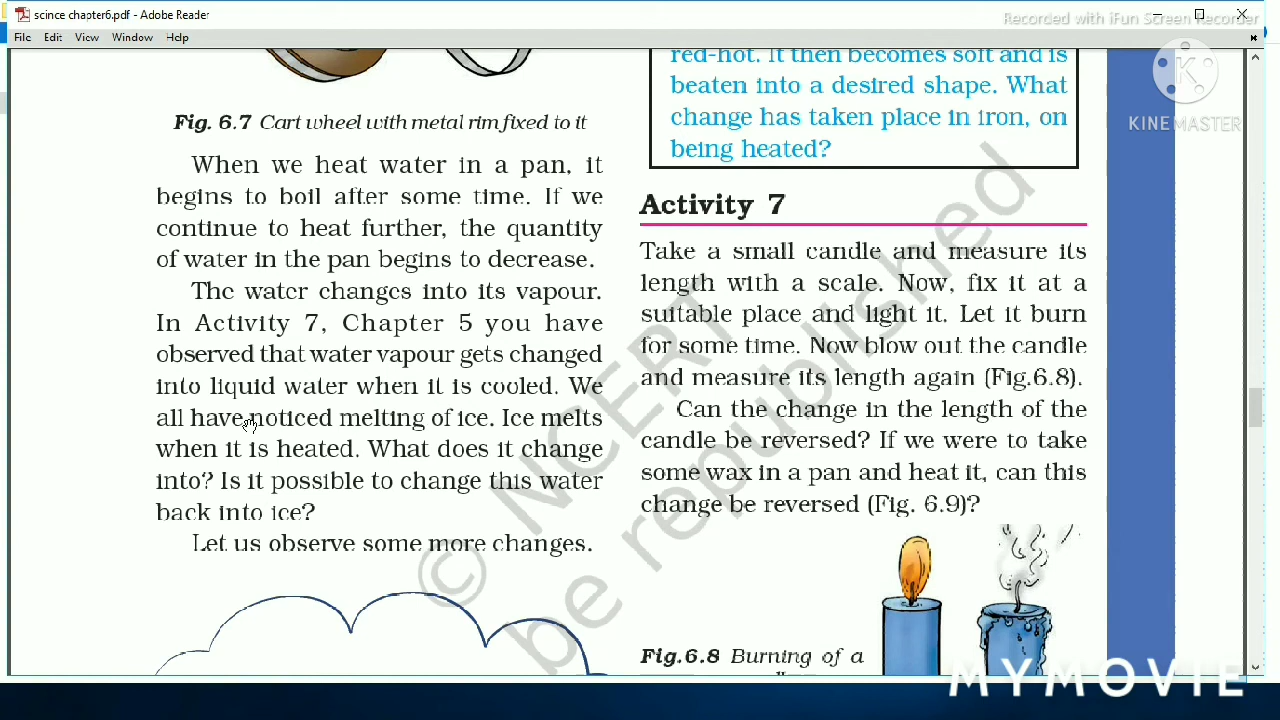 scince chapter6.pdf - Adobe Reader
Recorded with iFun Screen Recorder
File Edit View Window Help
KINEMASTER
Fig. 6.7 Cart wheel with metal rim fixed to it
When we heat water in a pan, it
begins to boil after some time. If we
continue to heat further, the quantity
of water in the pan begins to decrease.
The water changes into its vapour.
In Activity 7, Chapter 5 you have
observed that water vapour gets changed
into liquid water when it is cooled. We
all have noticed melting of ice. Ice melts
when it is heated. What does it change
into? Is it possible to change this water
back into ice?
Let us observe some more changes.
red-hot. It then becomes soft and is
beaten into a desired shape. What
change has taken place in iron, on
being heated?
Activity 7
Take a small candle and measure its
length with a scale. Now, fix it at a
suitable place and light it. Let it burn
for some time. Now blow out the candle
and measure its length again (Fig.6.8).
Can the change in the length of the
candle be reversed? If we were to take
some wax in a pan and heat it, can this
change be reversed (Fig. 6.9)?
Fig.6.8 Burning of a
© NCERT
be republished
MYMOVIE